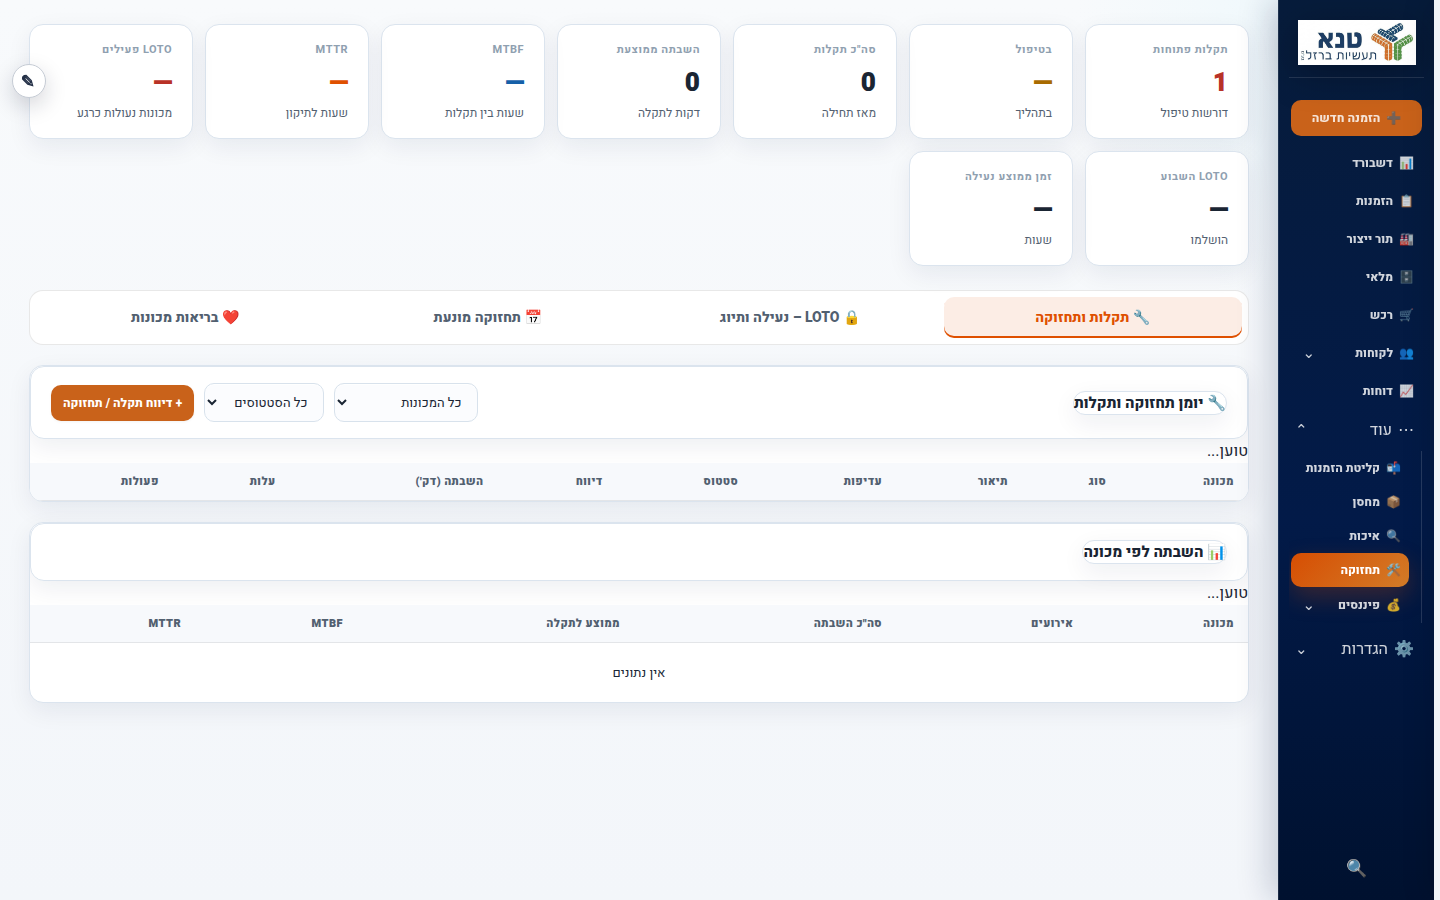 טנא
תעשיות ברזל
➕ הזמנה חדשה
📊 דשבורד
📋 הזמנות
🏭 תור ייצור
🗄️ מלאי
🛒 רכש
👥 לקוחות
📈 דוחות
⋯ עוד
📬 קליטת הזמנות
📦 מחסן
🔍 איכות
🛠️ תחזוקה
💰 פיננסים
⚙️ הגדרות
🔍
תקלות פתוחות
1
דורשות טיפול
בטיפול
—
בתהליך
סה"כ תקלות
0
מאז תחילה
השבתה ממוצעת
0
דקות לתקלה
MTBF
—
שעות בין תקלות
MTTR
—
שעות לתיקון
LOTO פעילים
—
מכונות נעולות כרגע
LOTO השבוע
—
הושלמו
זמן ממוצע נעילה
—
שעות
🔧 תקלות ותחזוקה
🔒 LOTO – נעילה ותיוג
📅 תחזוקה מונעת
❤️ בריאות מכונות
🔧 יומן תחזוקה ותקלות
כל המכונות
כל הסטטוסים
+ דיווח תקלה / תחזוקה
טוען...
מכונה סוג תיאור עדיפות סטטוס דיווח השבתה (דק') עלות פעולות
📊 השבתה לפי מכונה
טוען...
מכונה אירועים סה"כ השבתה ממוצע לתקלה MTBF MTTR
אין נתונים